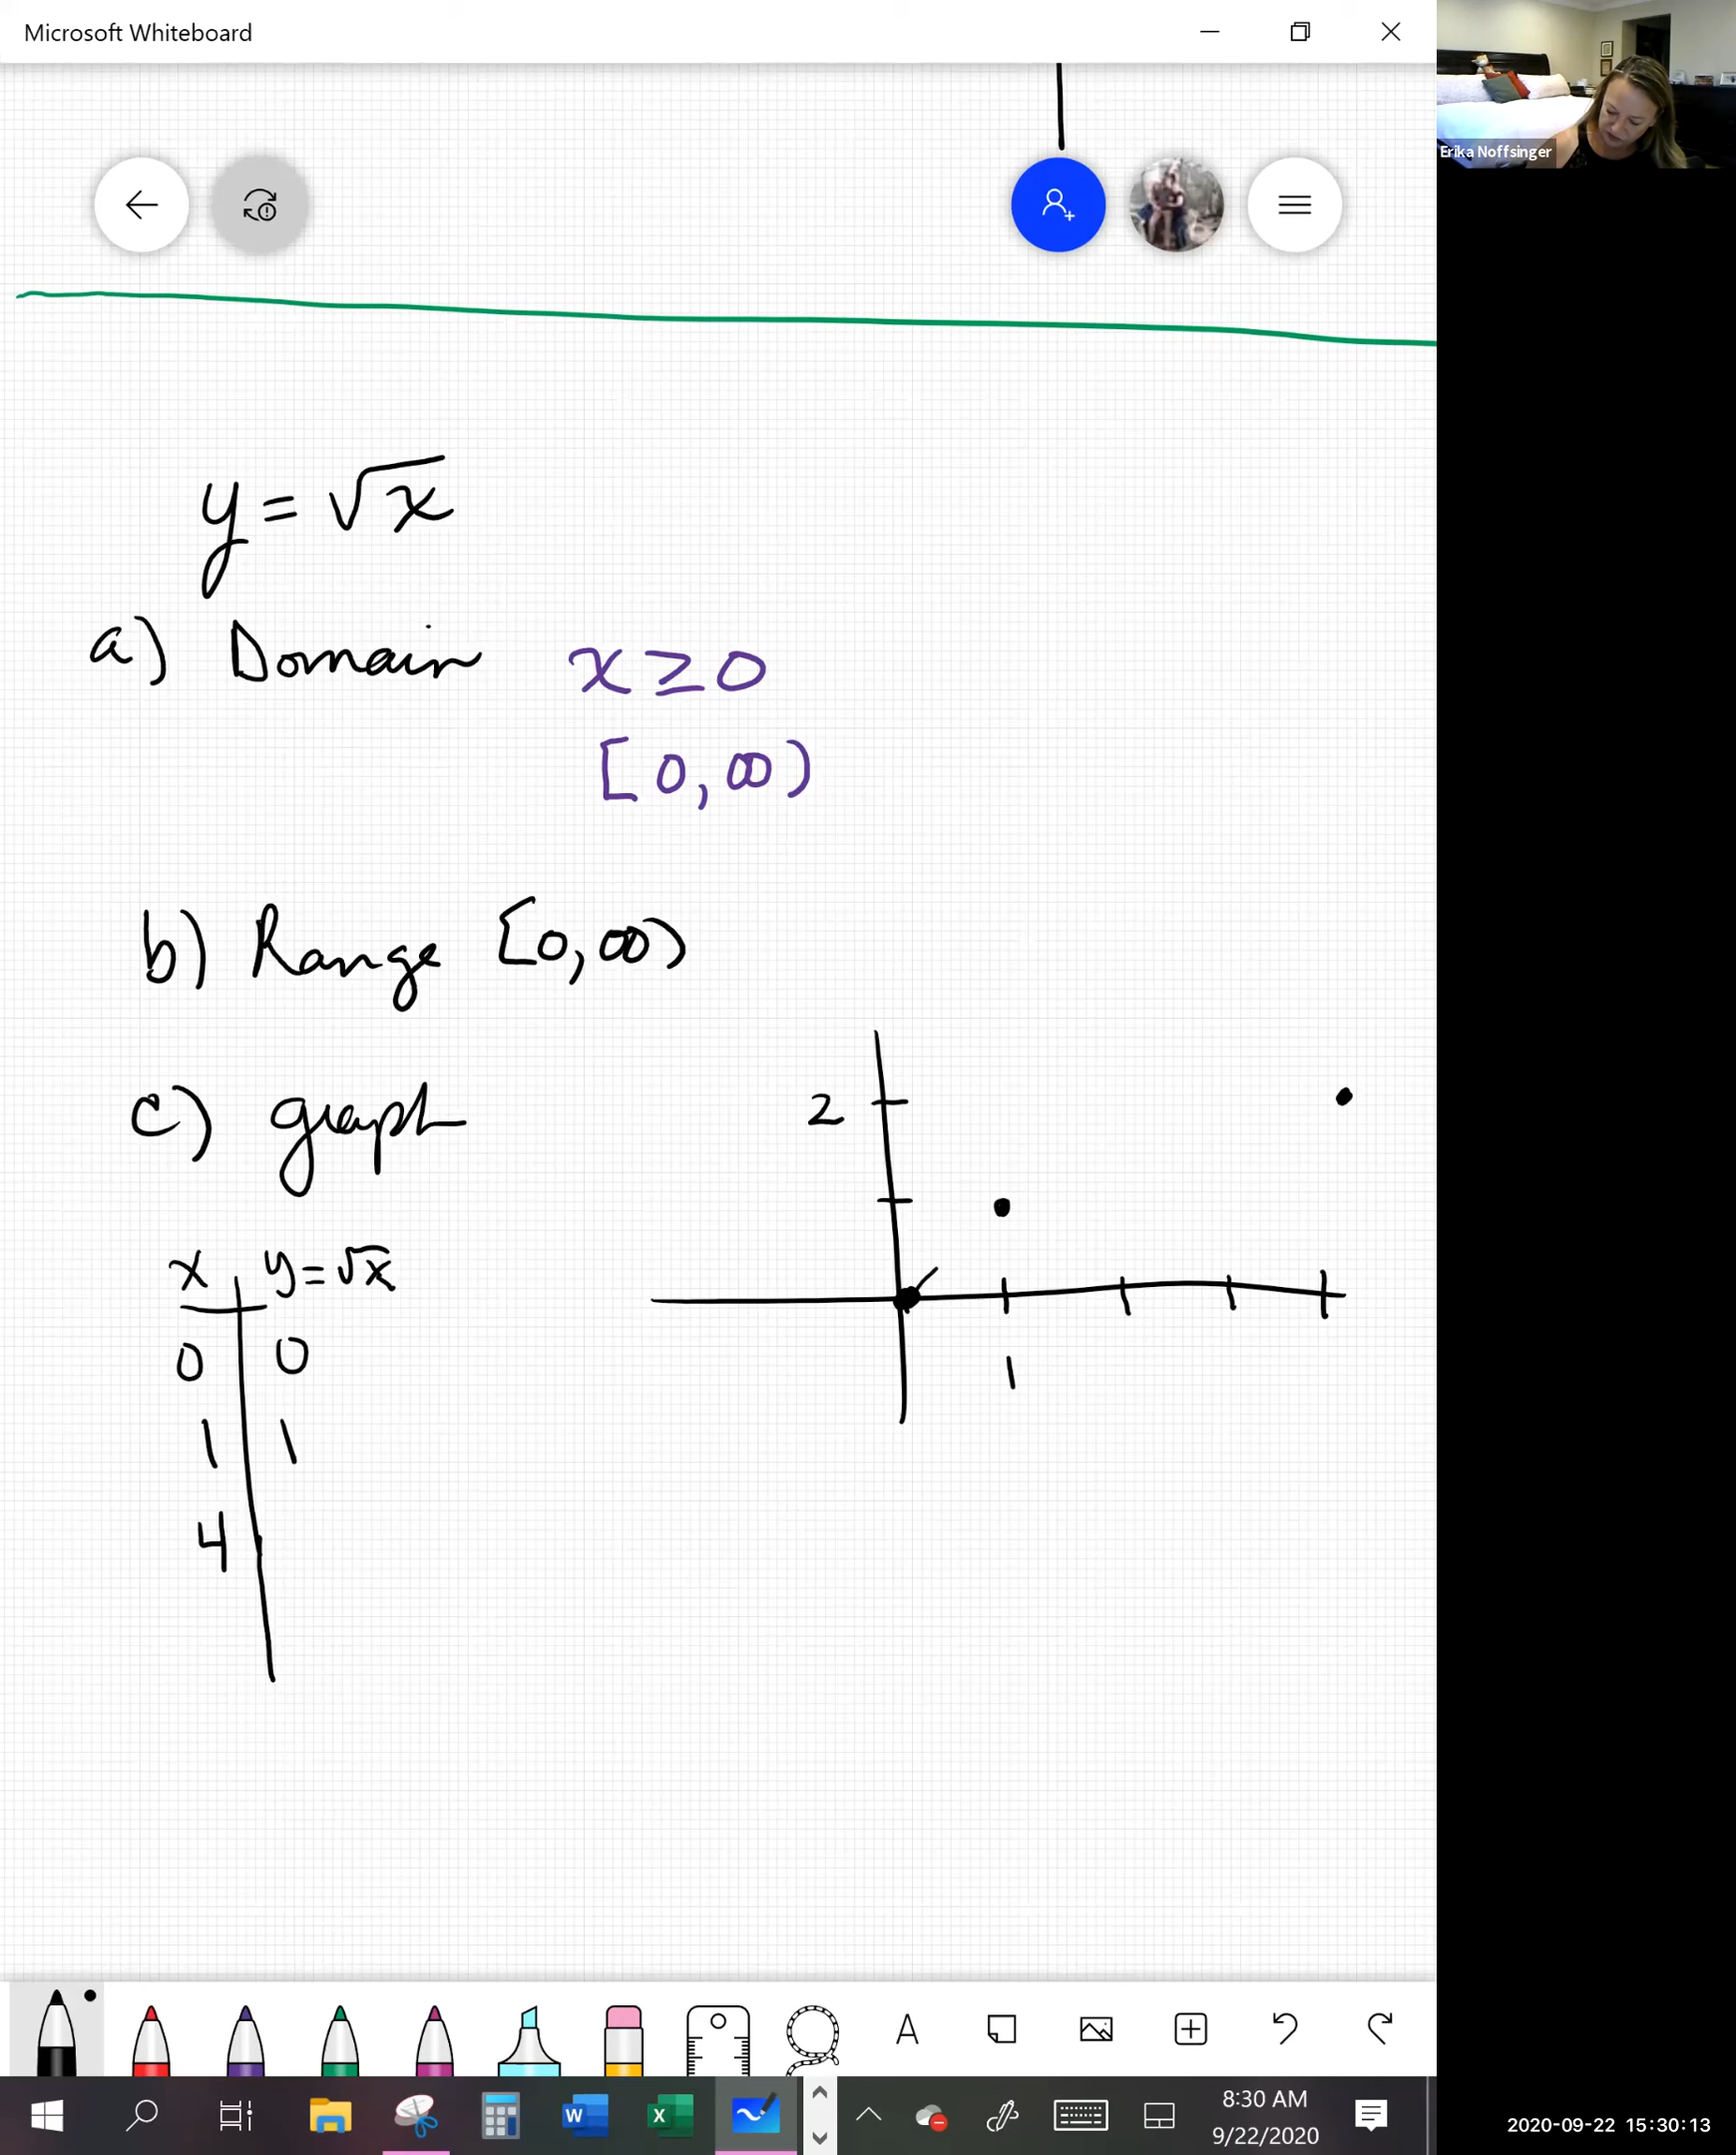 Microsoft Whiteboard
Erika Noffsinger
y = √x
a) Domain x ≥ 0
[0, ∞)
b) Range [0, ∞)
c) graph
2
x y = √x
0 0
1 1
1
4
A
W
X
8:30 AM
9/22/2020
2020-09-22 15:30:13